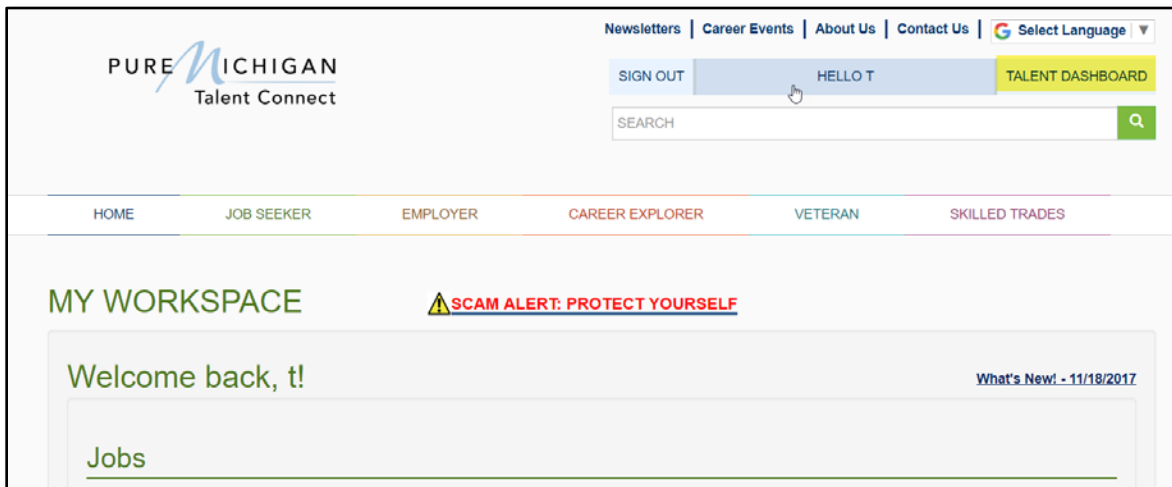 Newsletters | Career Events | About Us | Contact Us | G Select Language ▼
PURE MICHIGAN
Talent Connect
SIGN OUT HELLO T TALENT DASHBOARD
SEARCH
HOME JOB SEEKER EMPLOYER CAREER EXPLORER VETERAN SKILLED TRADES
MY WORKSPACE SCAM ALERT: PROTECT YOURSELF
Welcome back, t! What's New! - 11/18/2017
Jobs